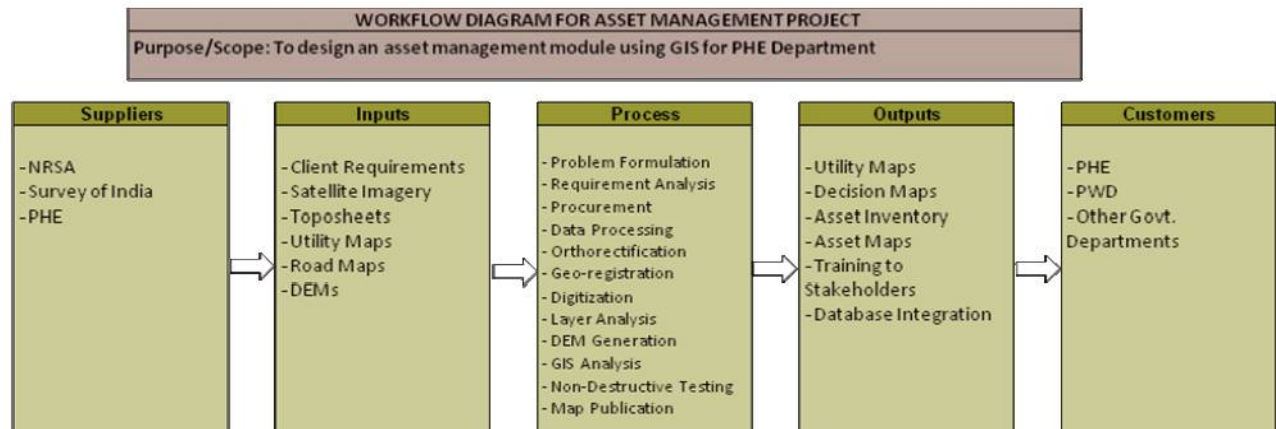 WORKFLOW DIAGRAM FOR ASSET MANAGEMENT PROJECT
Purpose/Scope: To design an asset management module using GIS for PHE Department
Suppliers
-NRSA
-Survey of India
-PHE
Inputs
-Client Requirements
-Satellite Imagery
-Toposheets
-Utility Maps
-Road Maps
-DEMs
Process
- Problem Formulation
- Requirement Analysis
- Procurement
- Data Processing
- Orthorectification
- Geo-registration
- Digitization
- Layer Analysis
- DEM Generation
- GIS Analysis
- Non-Destructive Testing
- Map Publication
Outputs
-Utility Maps
-Decision Maps
-Asset Inventory
-Asset Maps
-Training to
Stakeholders
-Database Integration
Customers
-PHE
-PWD
-Other Govt.
Departments